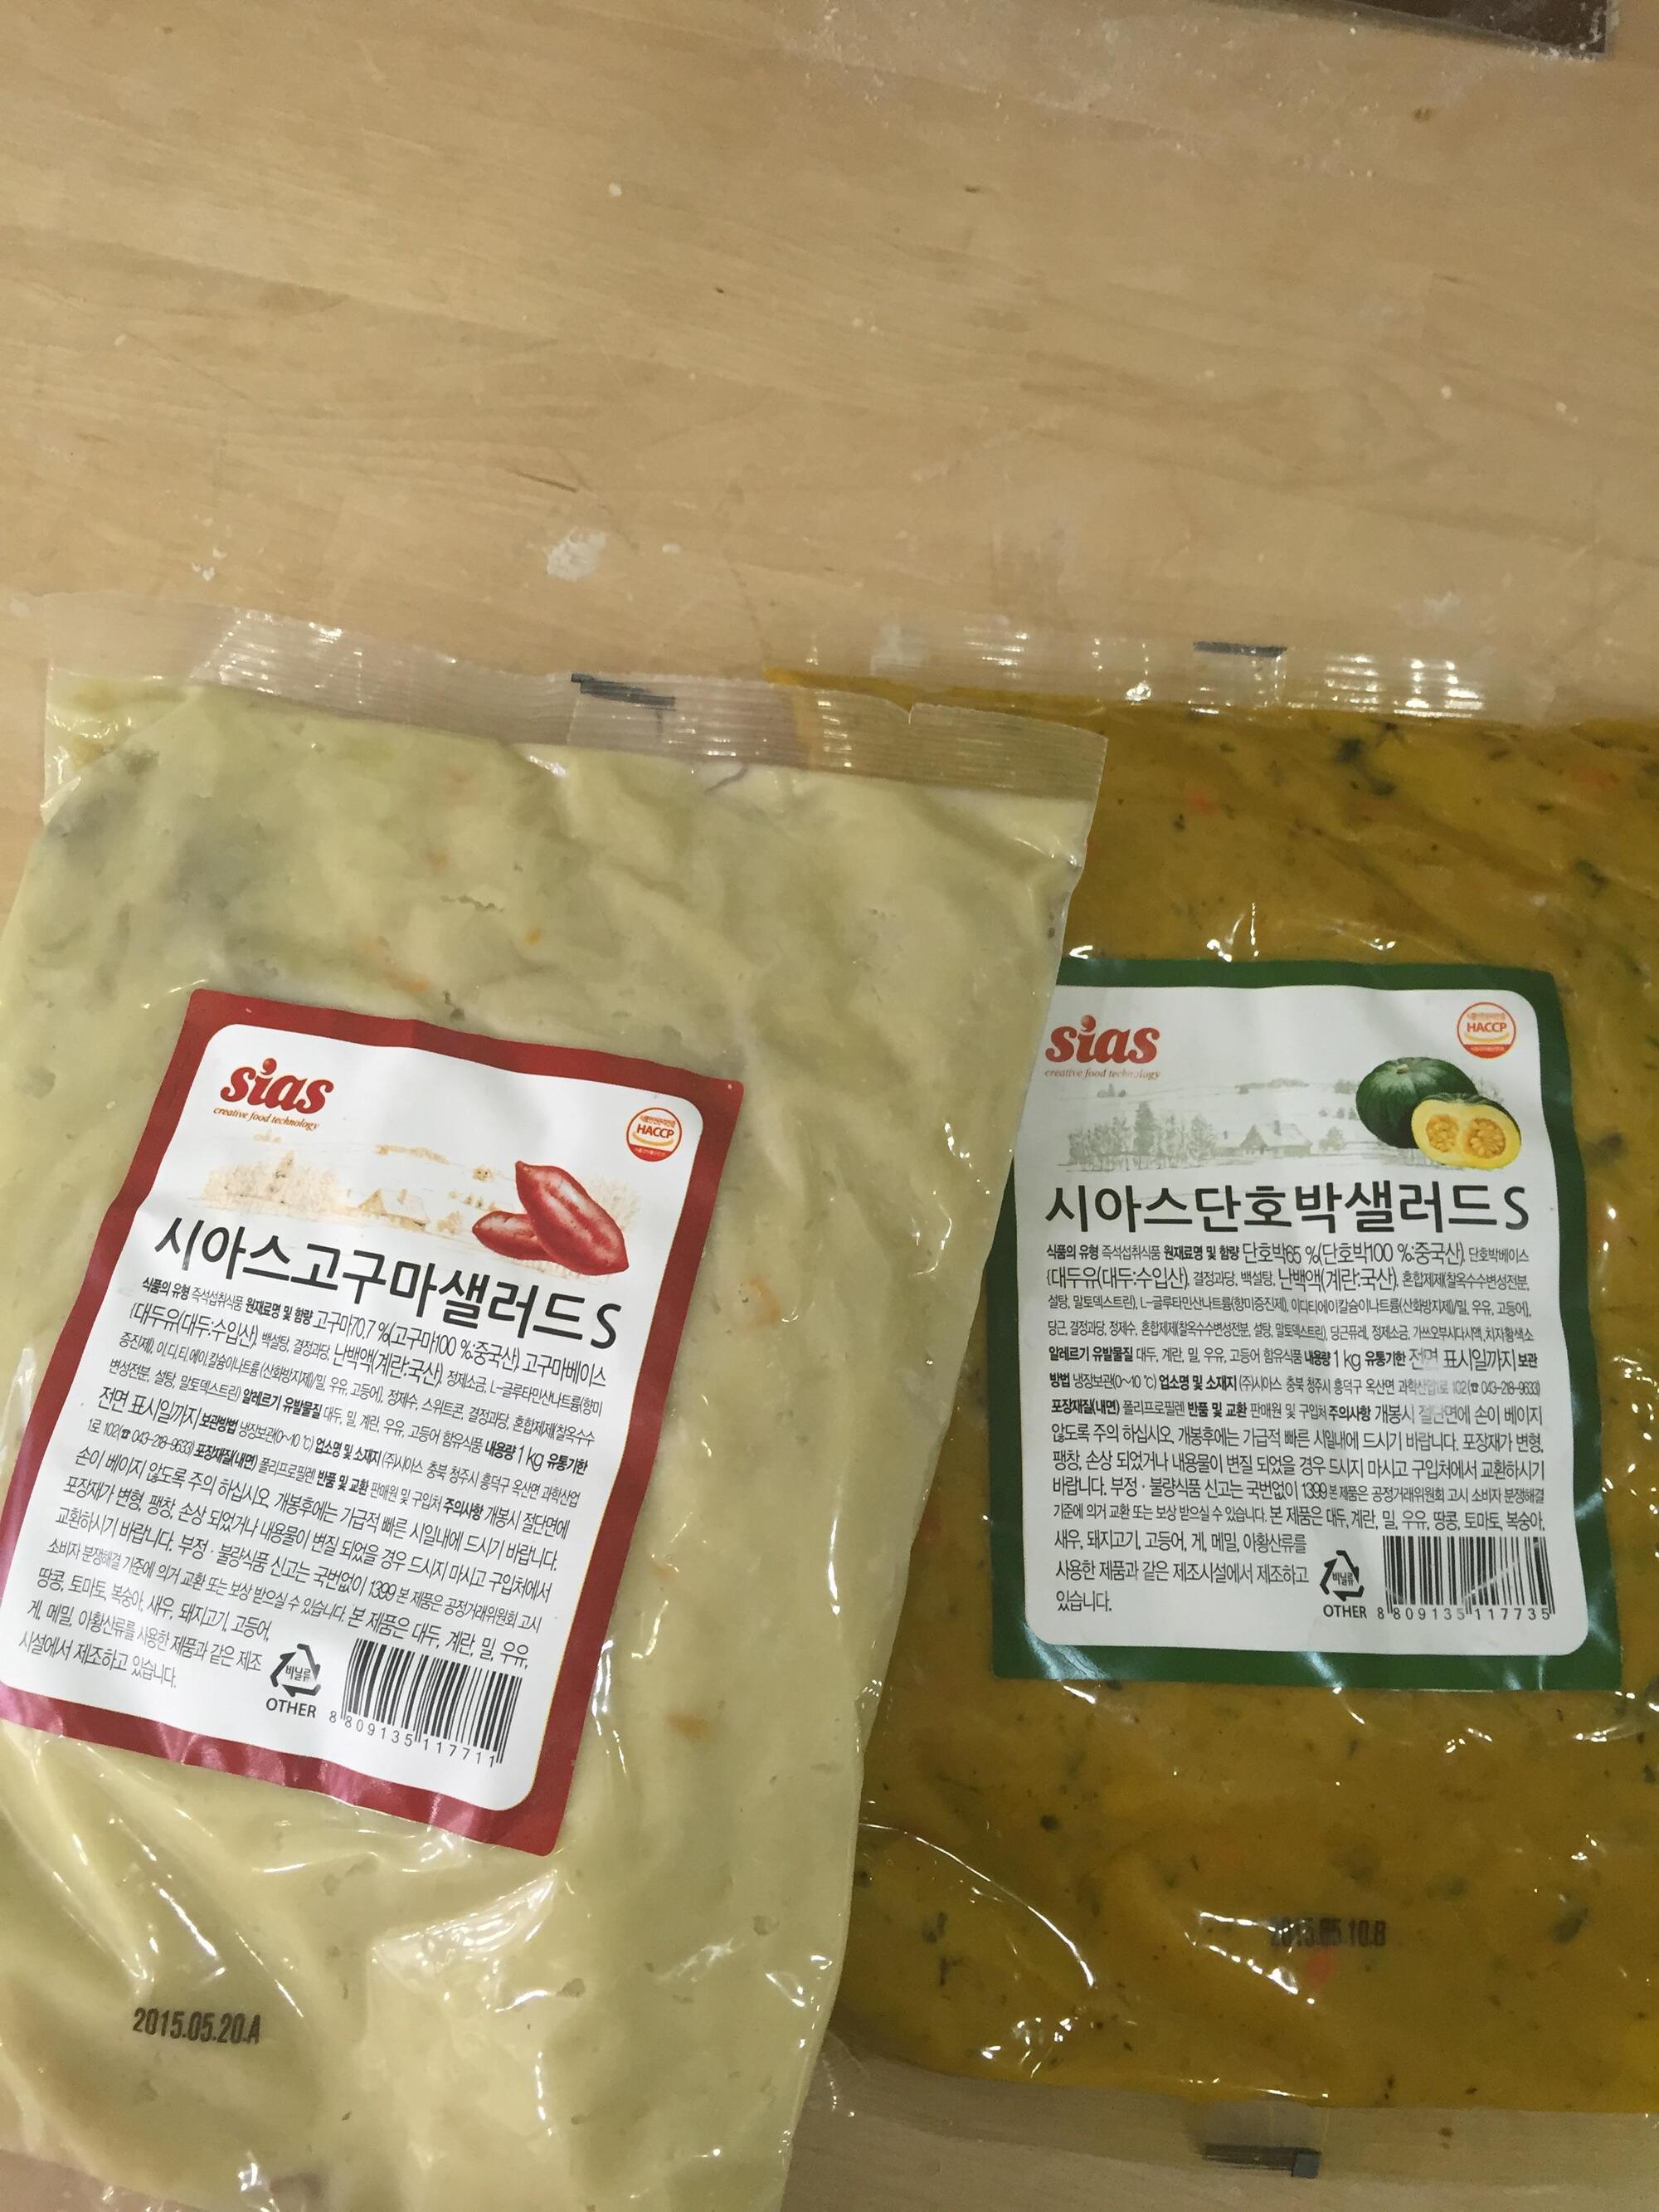 sias
creative food technology
HACCP
시아스고구마샐러드S
식품의 유형 즉석섭취식품 원재료명 및 함량 고구마70.7 %(고구마100 %:중국산), 고구마베이스
{대두유(대두:수입산), 백설탕, 결정과당, 난백액(계란:국산), 정제소금, L-글루타민산나트륨(향미
증진제), 이.디.티.에이.칼슘이나트륨(산화방지제)/밀, 우유, 고등어}, 정제수, 스위트콘, 결정과당, 혼합제제(찰옥수수
변성전분, 설탕, 말토덱스트린) 알레르기 유발물질 대두, 밀, 계란, 우유, 고등어 함유식품 내용량 1 kg 유통기한
전면 표시일까지 보관방법 냉장보관(0~10 ℃) 업소명 및 소재지 (주)시아스 충북 청주시 흥덕구 옥산면 과학산업
1로 102(☎ 043-218-9633) 포장재질(내면) 폴리프로필렌 반품 및 교환 판매원 및 구입처 주의사항 개봉시 절단면에
손이 베이지 않도록 주의 하십시오. 개봉후에는 가급적 빠른 시일내에 드시기 바랍니다.
포장재가 변형, 팽창, 손상 되었거나 내용물이 변질 되었을 경우 드시지 마시고 구입처에서
교환하시기 바랍니다. 부정·불량식품 신고는 국번없이 1399 본 제품은 공정거래위원회 고시
소비자 분쟁해결 기준에 의거 교환 또는 보상 받으실 수 있습니다. 본 제품은 대두, 계란, 밀, 우유,
땅콩, 토마토, 복숭아, 새우, 돼지고기, 고등어,
게, 메밀, 아황산류를 사용한 제품과 같은 제조
시설에서 제조하고 있습니다.
비닐류
OTHER
8 809135 117711
2015.05.20.A
sias
creative food technology
HACCP
시아스단호박샐러드S
식품의 유형 즉석섭취식품 원재료명 및 함량 단호박65 %(단호박100 %:중국산), 단호박베이스
{대두유(대두:수입산), 결정과당, 백설탕, 난백액(계란:국산), 혼합제제(찰옥수수변성전분,
설탕, 말토덱스트린), L-글루타민산나트륨(향미증진제), 이디티에이칼슘이나트륨(산화방지제)/밀, 우유, 고등어},
당근, 결정과당, 정제수, 혼합제제(찰옥수수변성전분, 설탕, 말토덱스트린), 당근퓨레, 정제소금, 가쓰오부시다시액, 치자황색소
알레르기 유발물질 대두, 계란, 밀, 우유, 고등어 함유식품 내용량 1 kg 유통기한 전면 표시일까지 보관
방법 냉장보관(0~10 ℃) 업소명 및 소재지 (주)시아스 충북 청주시 흥덕구 옥산면 과학산업1로 102(☎ 043-218-9633)
포장재질(내면) 폴리프로필렌 반품 및 교환 판매원 및 구입처 주의사항 개봉시 절단면에 손이 베이지
않도록 주의 하십시오. 개봉후에는 가급적 빠른 시일내에 드시기 바랍니다. 포장재가 변형,
팽창, 손상 되었거나 내용물이 변질 되었을 경우 드시지 마시고 구입처에서 교환하시기
바랍니다. 부정·불량식품 신고는 국번없이 1399 본 제품은 공정거래위원회 고시 소비자 분쟁해결
기준에 의거 교환 또는 보상 받으실 수 있습니다. 본 제품은 대두, 계란, 밀, 우유, 땅콩, 토마토, 복숭아,
새우, 돼지고기, 고등어, 게, 메밀, 아황산류를
사용한 제품과 같은 제조시설에서 제조하고
있습니다.
비닐류
OTHER
8 809135 117735
2015.05.10.B